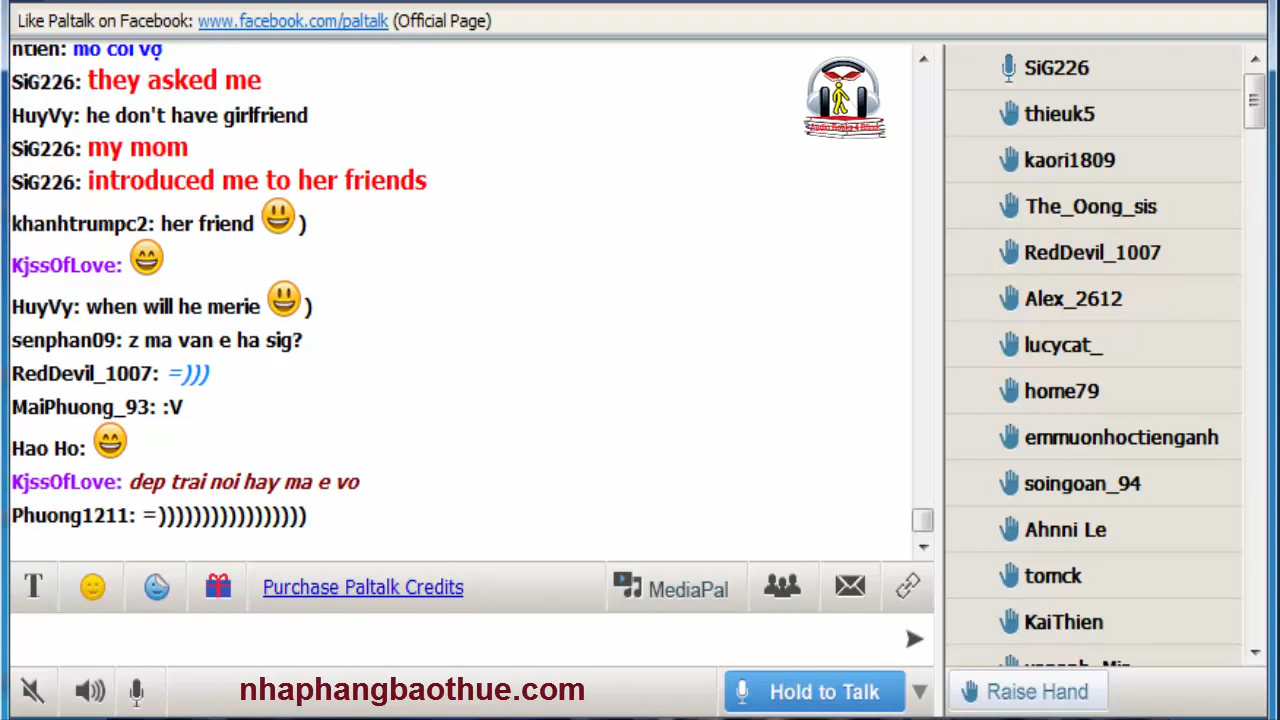 Like Paltalk on Facebook: www.facebook.com/paltalk (Official Page)
ntien: mo coi vợ
SiG226: they asked me
HuyVy: he don't have girlfriend
SiG226: my mom
SiG226: introduced me to her friends
khanhtrumpc2: her friend )
KjssOfLove:
HuyVy: when will he merie )
senphan09: z ma van e ha sig?
RedDevil_1007: =)))
MaiPhuong_93: :V
Hao Ho:
KjssOfLove: dep trai noi hay ma e vo
Phuong1211: =)))))))))))))))))
Audio Books 4 Blind
SiG226
thieuk5
kaori1809
The_Oong_sis
RedDevil_1007
Alex_2612
lucycat_
home79
emmuonhoctienganh
soingoan_94
Ahnni Le
tomck
KaiThien
T
Purchase Paltalk Credits
MediaPal
nhaphangbaothue.com
Hold to Talk
Raise Hand